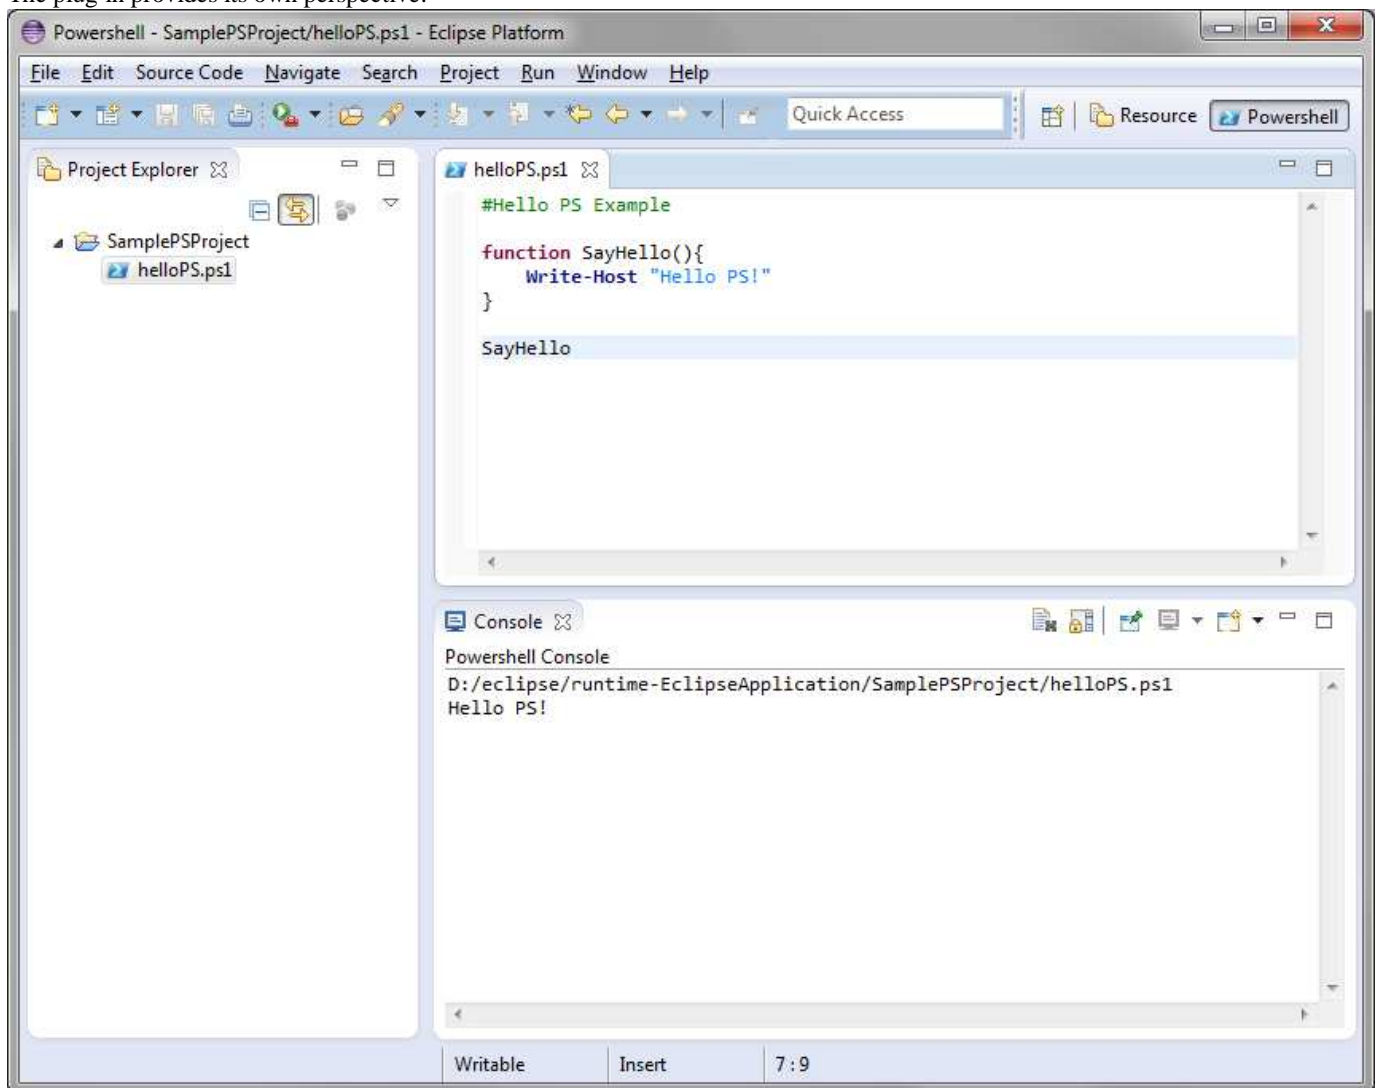 The plug-in provides its own perspective.
Powershell - SamplePSProject/helloPS.ps1 - Eclipse Platform
File Edit Source Code Navigate Search Project Run Window Help
Quick Access Resource Powershell
Project Explorer
SamplePSProject
helloPS.ps1
helloPS.ps1
#Hello PS Example
function SayHello(){
Write-Host "Hello PS!"
}
SayHello
Console
Powershell Console
D:/eclipse/runtime-EclipseApplication/SamplePSProject/helloPS.ps1
Hello PS!
Writable Insert 7 : 9